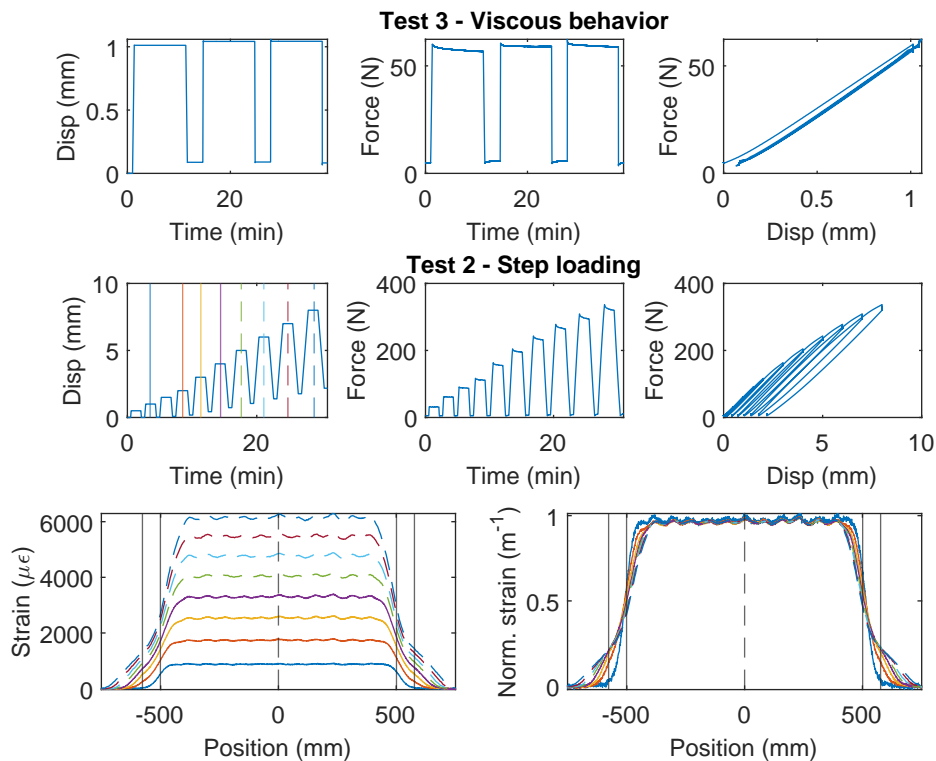 Test 3 - Viscous behavior
1
0.5
0
Disp (mm)
0
20
Time (min)
50
0
Force (N)
0
20
Time (min)
50
0
Force (N)
0
0.5
1
Disp (mm)
Test 2 - Step loading
10
5
0
Disp (mm)
0
20
Time (min)
400
200
0
Force (N)
0
20
Time (min)
400
200
0
Force (N)
0
5
10
Disp (mm)
6000
4000
2000
0
Strain (με)
-500
0
500
Position (mm)
1
0.5
0
Norm. strain (m⁻¹)
-500
0
500
Position (mm)